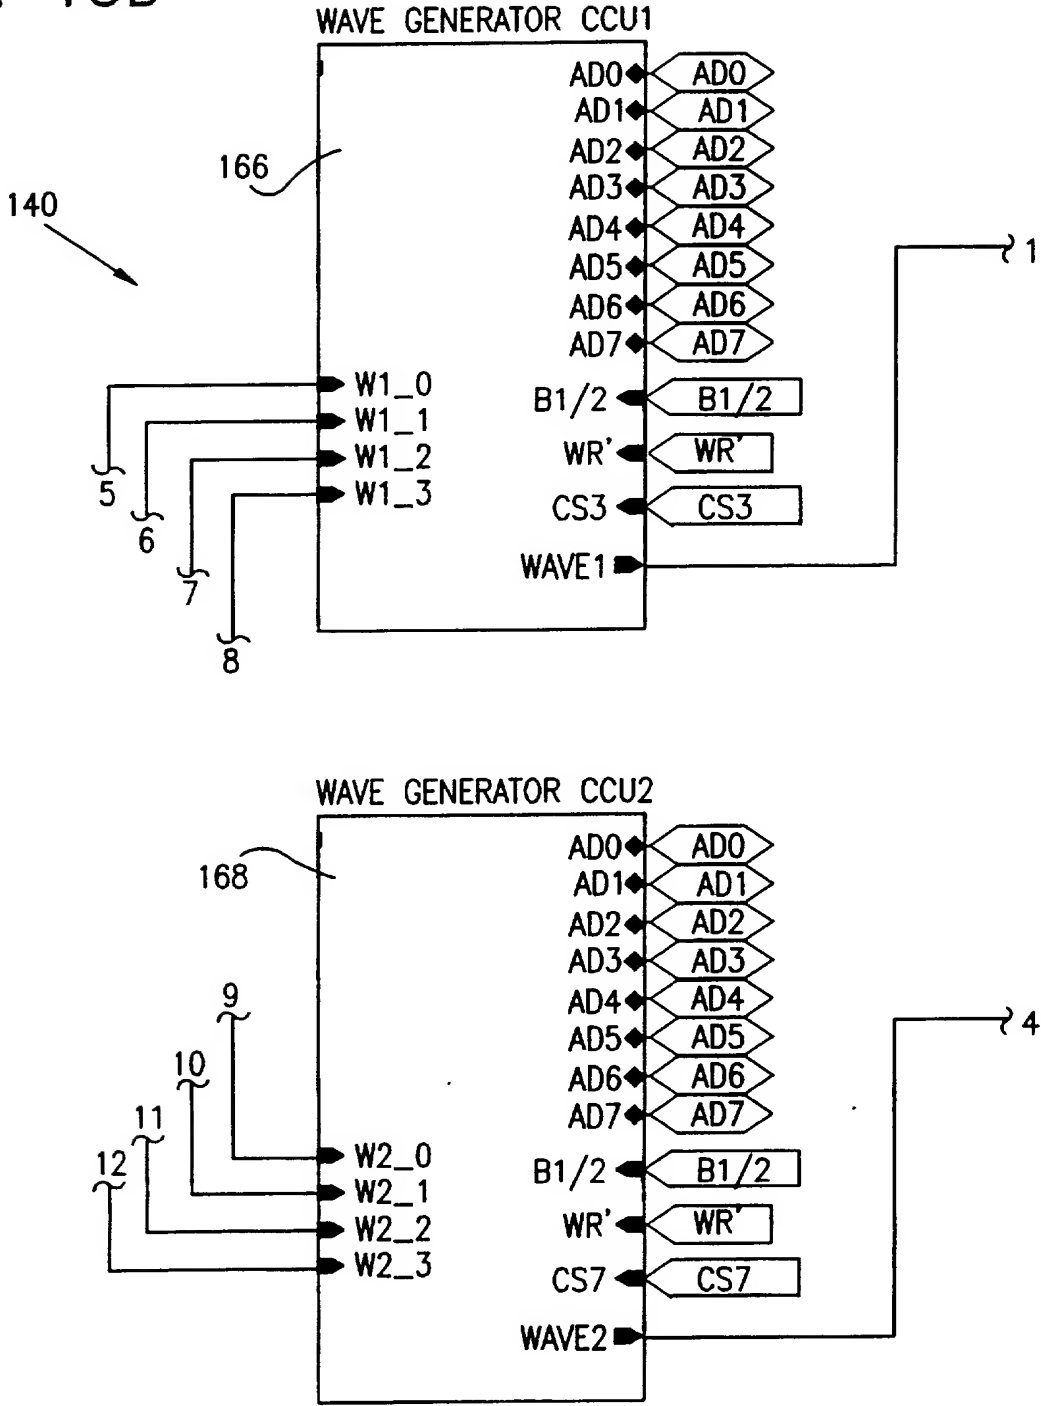 WAVE GENERATOR CCU1
AD0 AD0
AD1 AD1
166 AD2 AD2
AD3 AD3
140 AD4 AD4
1
AD5 AD5
AD6 AD6
AD7 AD7
W1_0 B1/2 B1/2
W1_1
W1_2 WR' WR'
5 W1_3 CS3 CS3
6
7 WAVE1
8
WAVE GENERATOR CCU2
AD0 AD0
168 AD1 AD1
AD2 AD2
AD3 AD3
9 AD4 AD4
4
AD5 AD5
10 AD6 AD6
11 AD7 AD7
12 W2_0 B1/2 B1/2
W2_1
W2_2 WR' WR'
W2_3 CS7 CS7
WAVE2